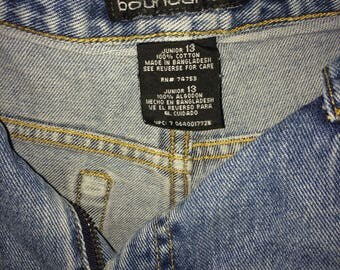 JUNIOR 13
100% COTTON
MADE IN BANGLADESH
SEE REVERSE FOR CARE
RN# 74753
JUNIOR 13
100% ALGODON
HECHO EN BANGLADESH
VE EL REVERSO PARA
EL CUIDADO